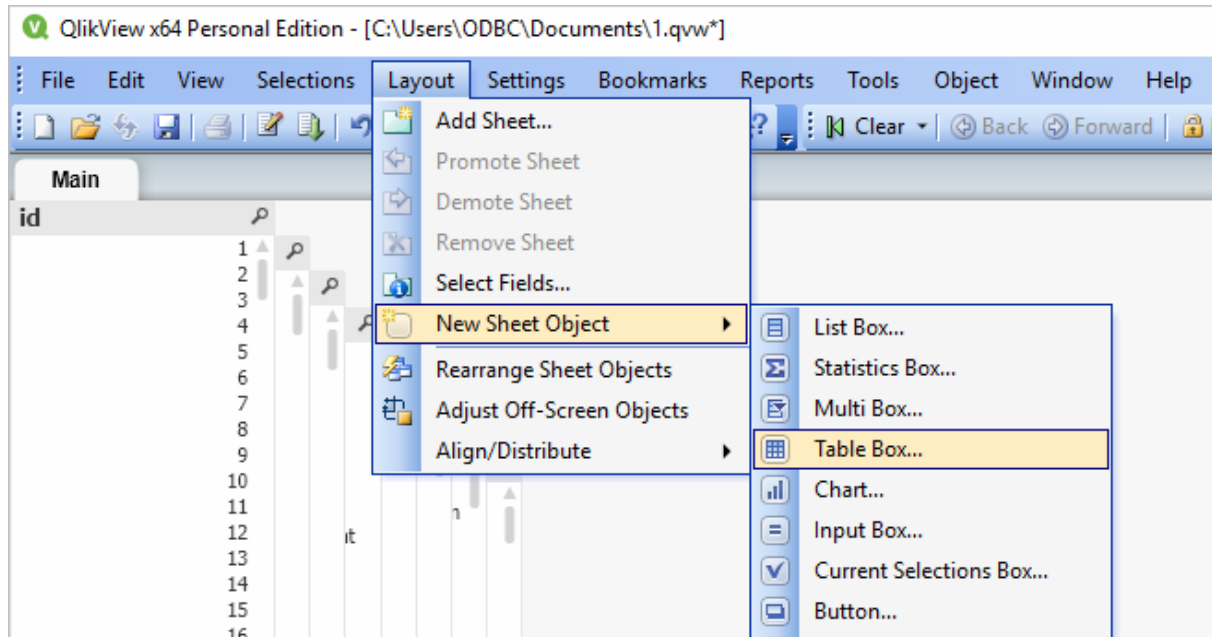 QlikView x64 Personal Edition - [C:\Users\ODBC\Documents\1.qvw*]
File Edit View Selections Layout Settings Bookmarks Reports Tools Object Window Help
Clear Back Forward
Main
id
1
2
3
4
5
6
7
8
9
10
11
12
13
14
15
16
Add Sheet...
Promote Sheet
Demote Sheet
Remove Sheet
Select Fields...
New Sheet Object
Rearrange Sheet Objects
Adjust Off-Screen Objects
Align/Distribute
List Box...
Statistics Box...
Multi Box...
Table Box...
Chart...
Input Box...
Current Selections Box...
Button...